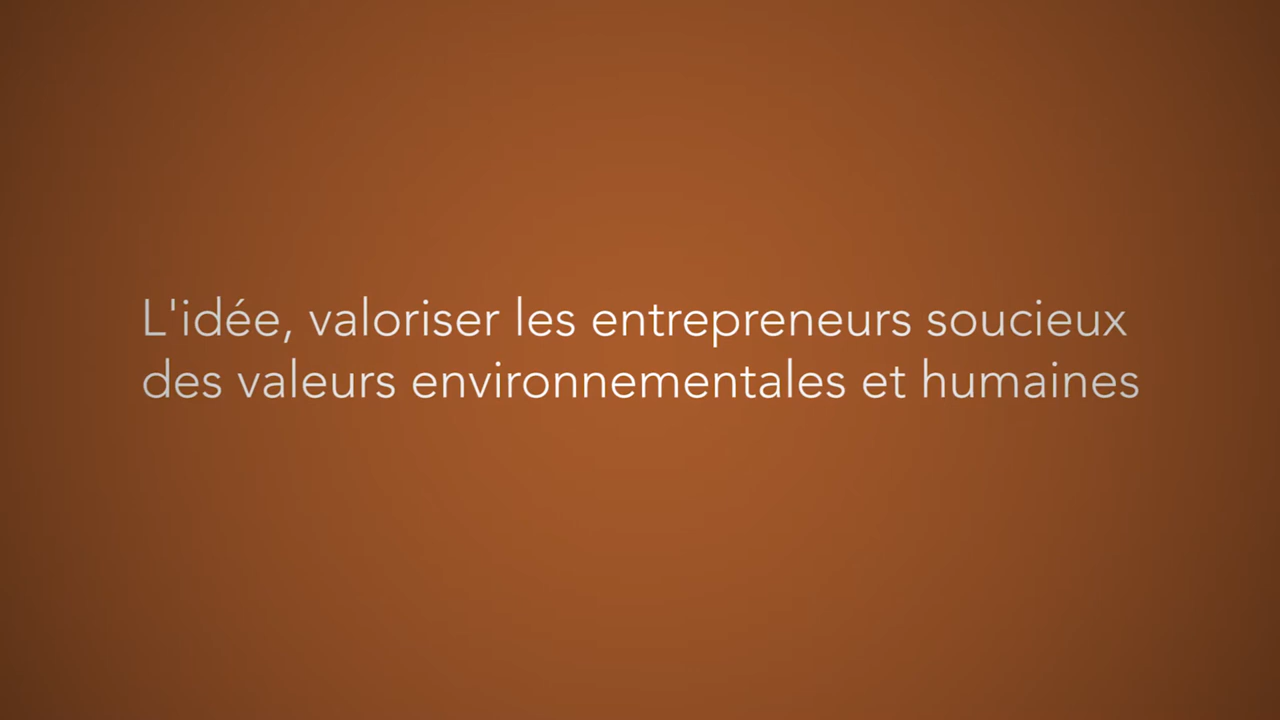 L'idée, valoriser les entrepreneurs soucieux
des valeurs environnementales et humaines